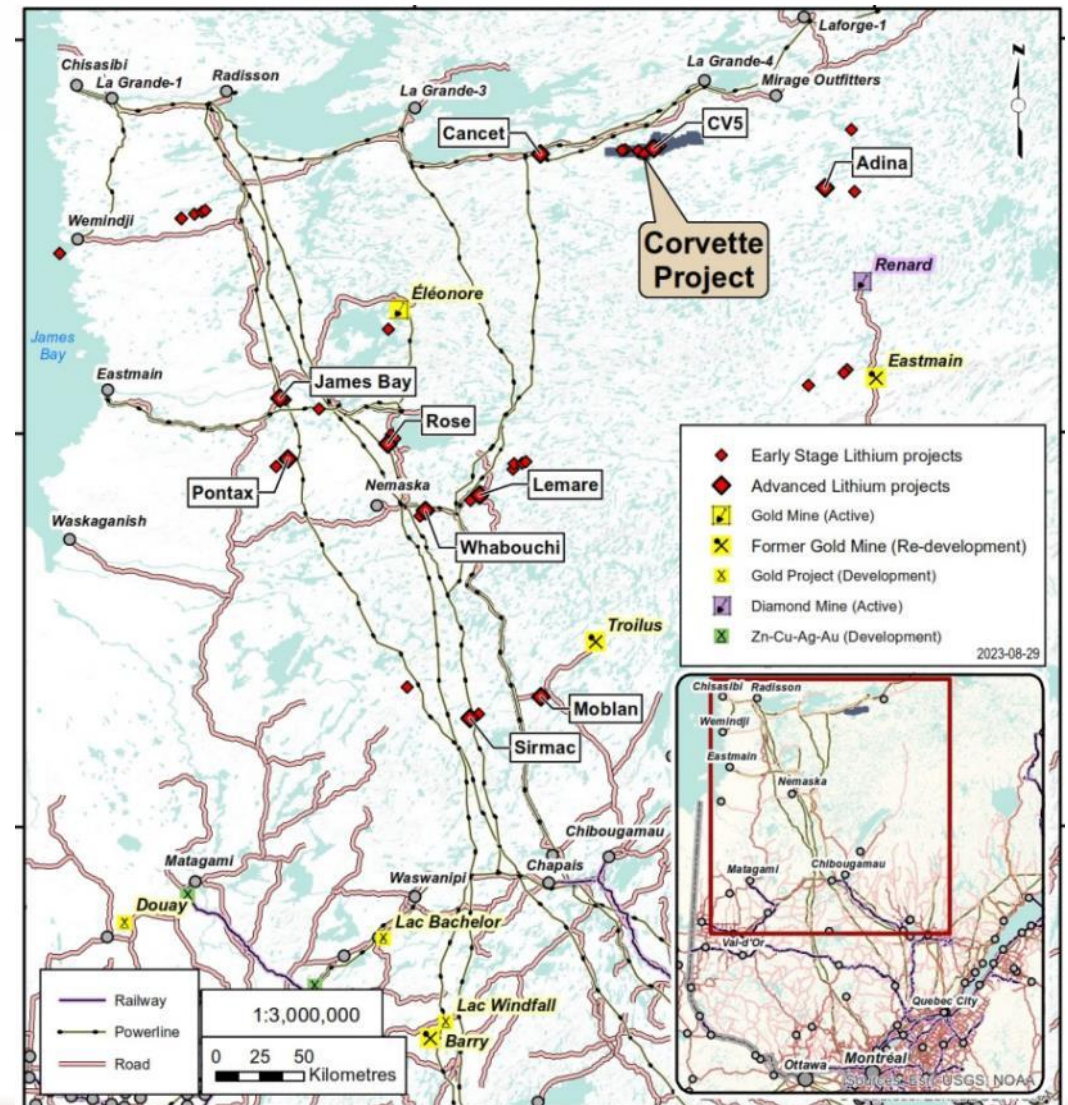 Laforge-1
Chisasibi
La Grande-1
Radisson
La Grande-3
La Grande-4
Mirage Outfitters
N
Cancet
CV5
Adina
Wemindji
Corvette
Project
Renard
Éléonore
James
Bay
Eastmain
Eastmain
James Bay
Rose
Pontax
Nemaska
Lemare
Waskaganish
Whabouchi
Early Stage Lithium projects
Advanced Lithium projects
Gold Mine (Active)
Former Gold Mine (Re-development)
Gold Project (Development)
Diamond Mine (Active)
Zn-Cu-Ag-Au (Development)
2023-08-29
Troilus
Moblan
Sirmac
Chisasibi
Radisson
Wemindji
Eastmain
Nemaska
Matagami
Chibougamau
Val-d'Or
Quebec City
Ottawa
Montréal
USGS, NOAA
Chibougamau
Matagami
Chapais
Waswanipi
Douay
Lac Bachelor
Lac Windfall
Barry
Railway
Powerline
Road
1:3,000,000
0 25 50
Kilometres